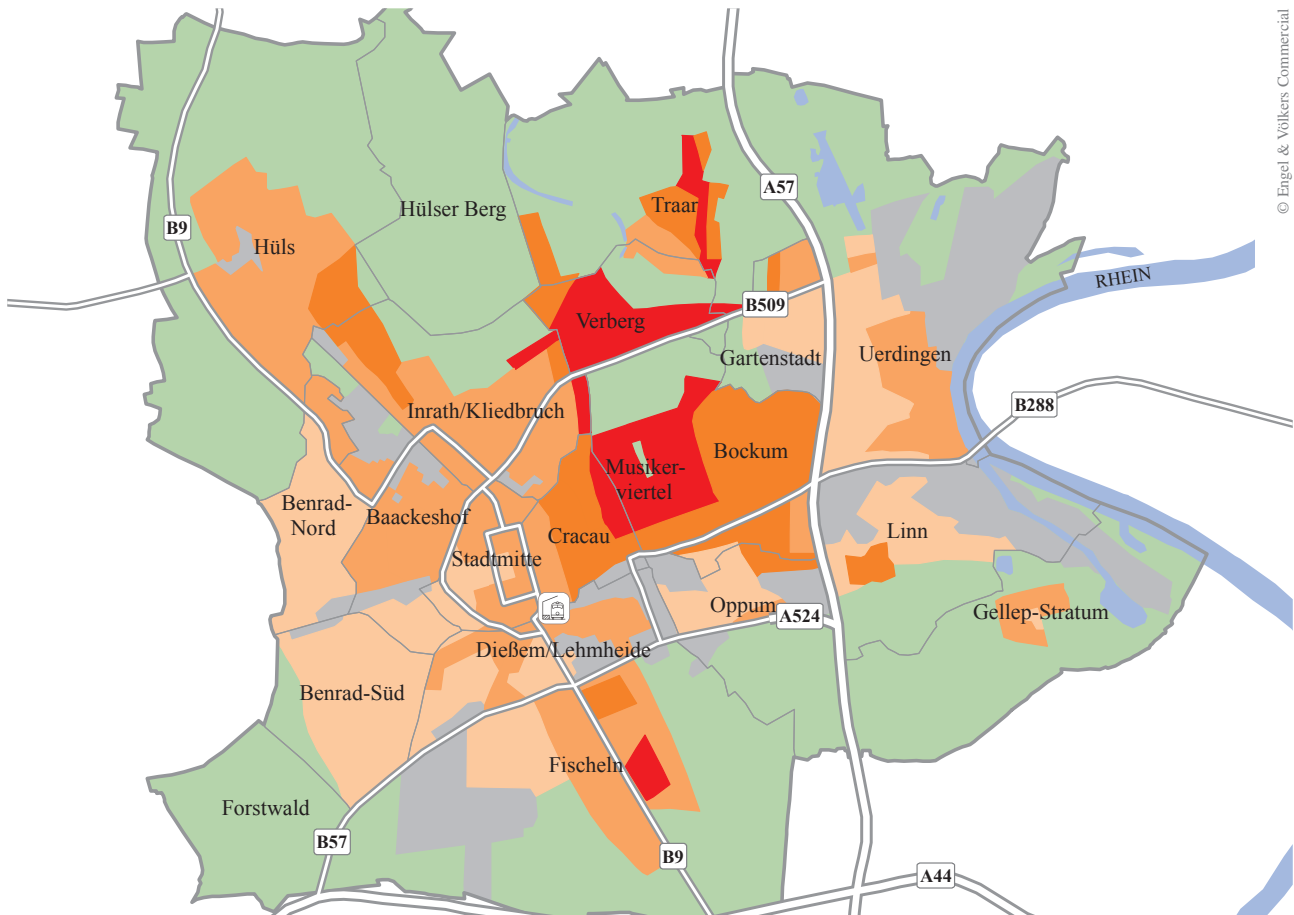 © Engel & Völkers Commercial
A57
Traar
Hülser Berg
B9
Hüls
RHEIN
B509
Verberg
Gartenstadt
Uerdingen
B288
Inrath/Kliedbruch
Bockum
Musiker-
viertel
Benrad-
Nord
Baackeshof
Cracau
Linn
Stadtmitte
Oppum
A524
Gellep-Stratum
Dießem/Lehmheide
Benrad-Süd
Fischeln
Forstwald
B57
B9
A44